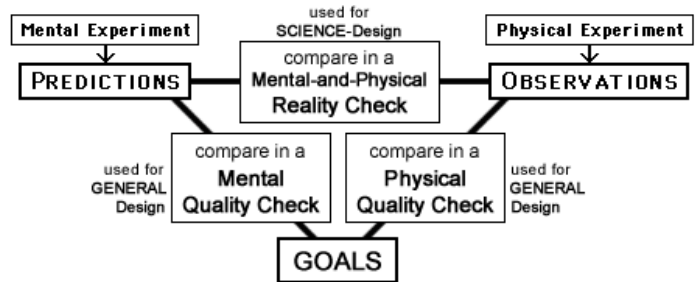 used for
SCIENCE-Design
Mental Experiment
Physical Experiment
compare in a
Mental-and-Physical
Reality Check
PREDICTIONS
OBSERVATIONS
compare in a
Mental
Quality Check
compare in a
Physical
Quality Check
used for
GENERAL
Design
used for
GENERAL
Design
GOALS